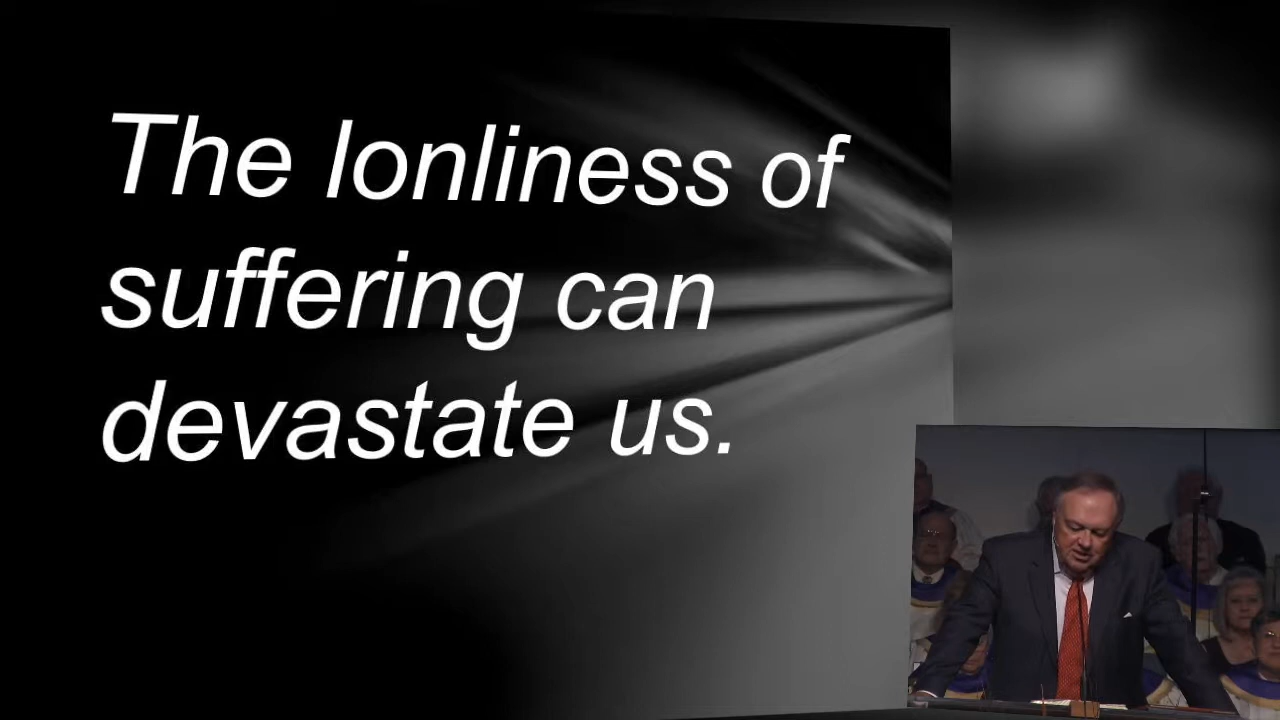 The lonliness of
suffering can
devastate us.